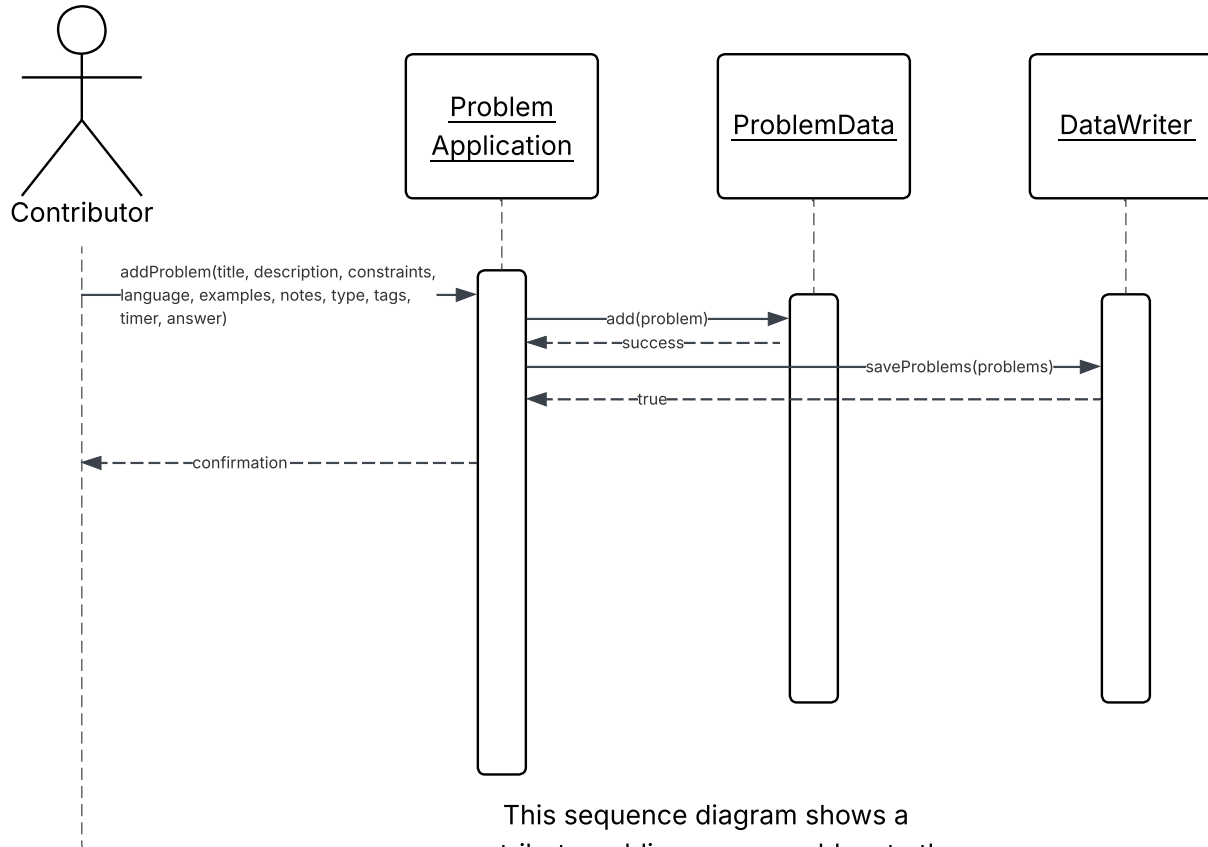 Problem
Application
ProblemData
DataWriter
Contributor
addProblem(title, description, constraints,
language, examples, notes, type, tags,
timer, answer)
add(problem)
success
saveProblems(problems)
true
confirmation
This sequence diagram shows a